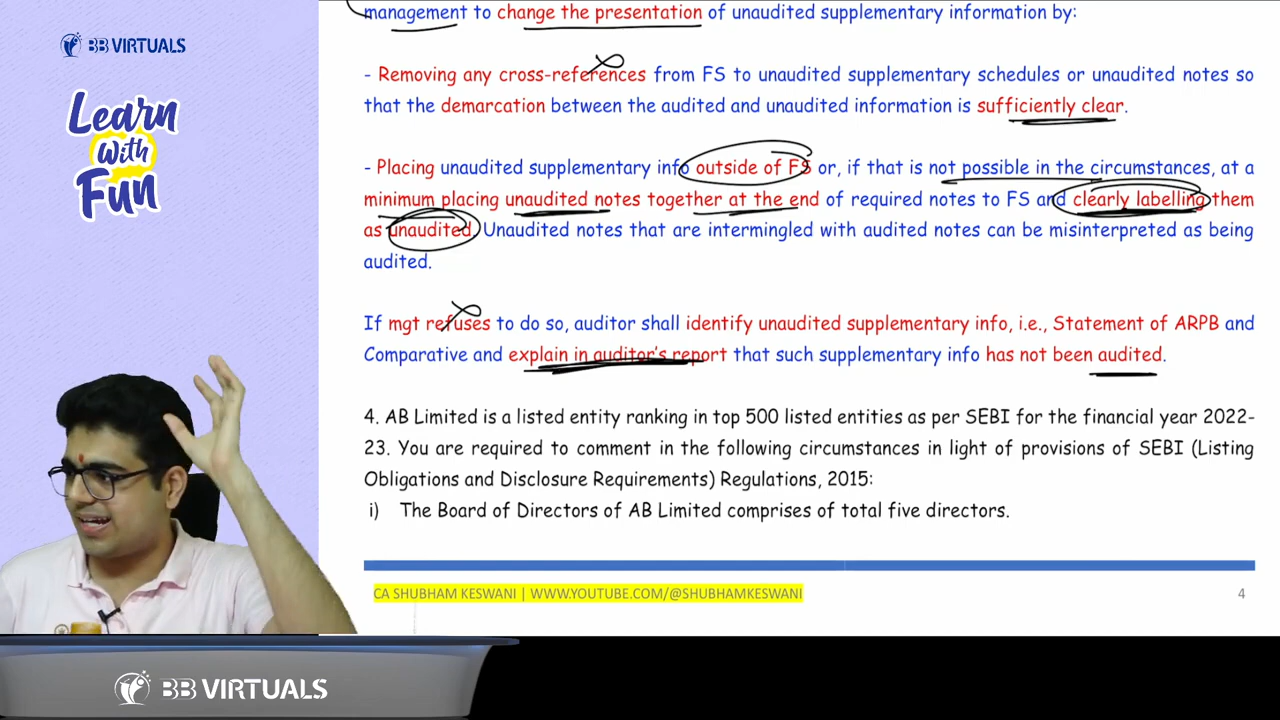 BB VIRTUALS
Learn
With
Fun
management to change the presentation of unaudited supplementary information by:
- Removing any cross-references from FS to unaudited supplementary schedules or unaudited notes so
that the demarcation between the audited and unaudited information is sufficiently clear.
- Placing unaudited supplementary info outside of FS or, if that is not possible in the circumstances, at a
minimum placing unaudited notes together at the end of required notes to FS and clearly labelling them
as unaudited. Unaudited notes that are intermingled with audited notes can be misinterpreted as being
audited.
If mgt refuses to do so, auditor shall identify unaudited supplementary info, i.e., Statement of ARPB and
Comparative and explain in auditor's report that such supplementary info has not been audited.
4. AB Limited is a listed entity ranking in top 500 listed entities as per SEBI for the financial year 2022-
23. You are required to comment in the following circumstances in light of provisions of SEBI (Listing
Obligations and Disclosure Requirements) Regulations, 2015:
i) The Board of Directors of AB Limited comprises of total five directors.
CA SHUBHAM KESWANI | WWW.YOUTUBE.COM/@SHUBHAMKESWANI
4
BB VIRTUALS